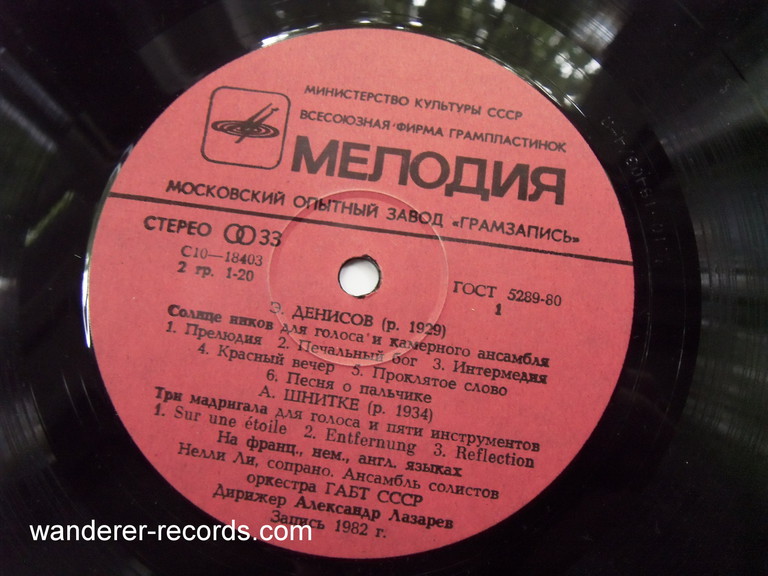 МИНИСТЕРСТВО КУЛЬТУРЫ СССР
ВСЕСОЮЗНАЯ·ФИРМА ГРАМПЛАСТИНОК
МЕЛОДИЯ
МОСКОВСКИЙ ОПЫТНЫЙ ЗАВОД «ГРАМЗАПИСЬ»
СТЕРЕО 33
С10—18403
2 гр. 1-20
ГОСТ 5289-80
1
Э. ДЕНИСОВ (р. 1929)
Солнце инков для голоса и камерного ансамбля
1. Прелюдия 2. Печальный бог 3. Интермедия
4. Красный вечер 5. Проклятое слово
6. Песня о пальчике
А. ШНИТКЕ (р. 1934)
Три мадригала для голоса и пяти инструментов
1. Sur une étoile 2. Entfernung 3. Reflection
На франц., нем., англ. языках
Нелли Ли, сопрано. Ансамбль солистов
оркестра ГАБТ СССР
Дирижер Александр Лазарев
Запись 1982 г.
wanderer-records.com